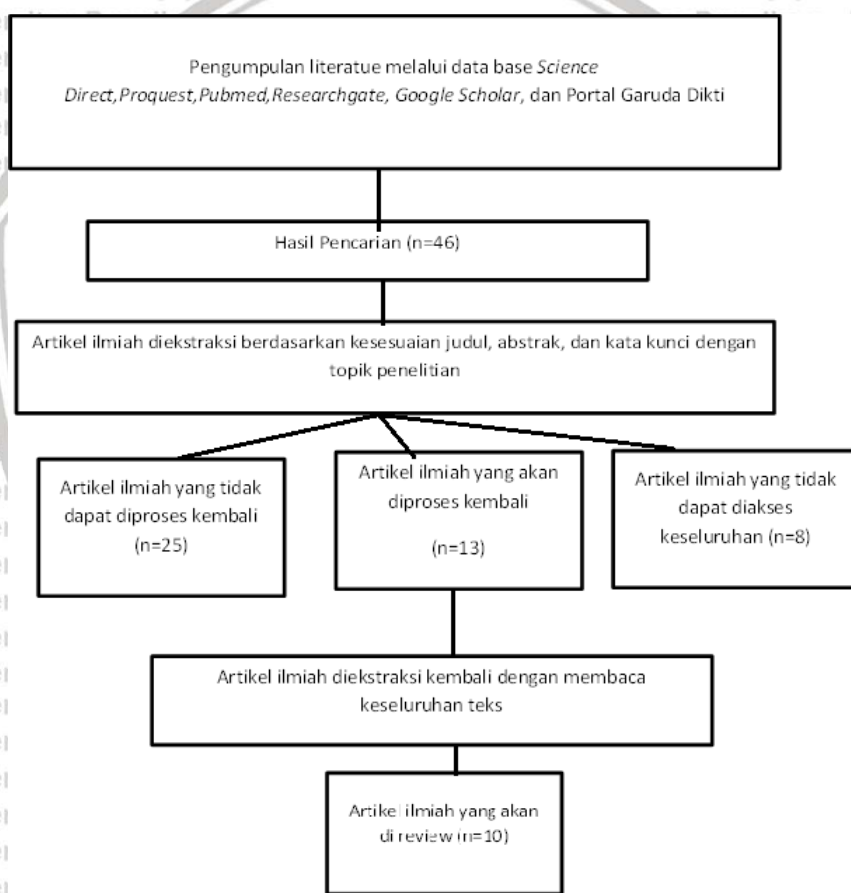 Pengumpulan literatue melalui data base Science
Direct,Proquest,Pubmed,Researchgate, Google Scholar, dan Portal Garuda Dikti
Hasil Pencarian (n=46)
Artikel ilmiah diekstraksi berdasarkan kesesuaian judul, abstrak, dan kata kunci dengan
topik penelitian
Artikel ilmiah yang tidak
dapat diproses kembali
(n=25)
Artikel ilmiah yang akan
diproses kembali
(n=13)
Artikel ilmiah yang tidak
dapat diakses
keseluruhan (n=8)
Artikel ilmiah diekstraksi kembali dengan membaca
keseluruhan teks
Artikel ilmiah yang akan
di review (n=10)